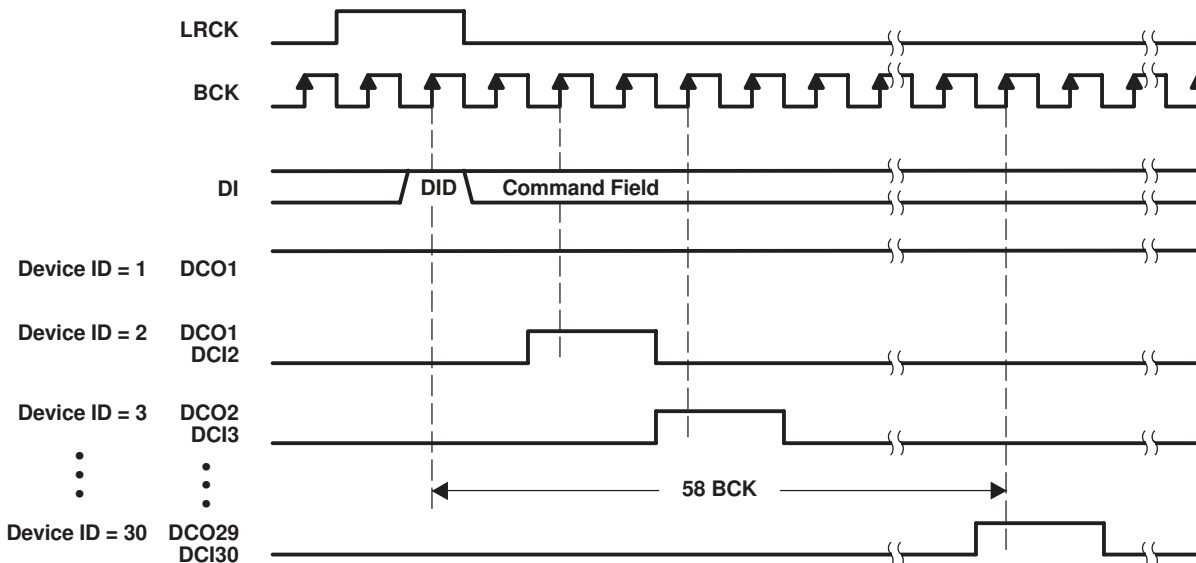 LRCK
BCK
DI DID Command Field
Device ID = 1 DCO1
Device ID = 2 DCO1
DCI2
Device ID = 3 DCO2
DCI3
58 BCK
Device ID = 30 DCO29
DCI30